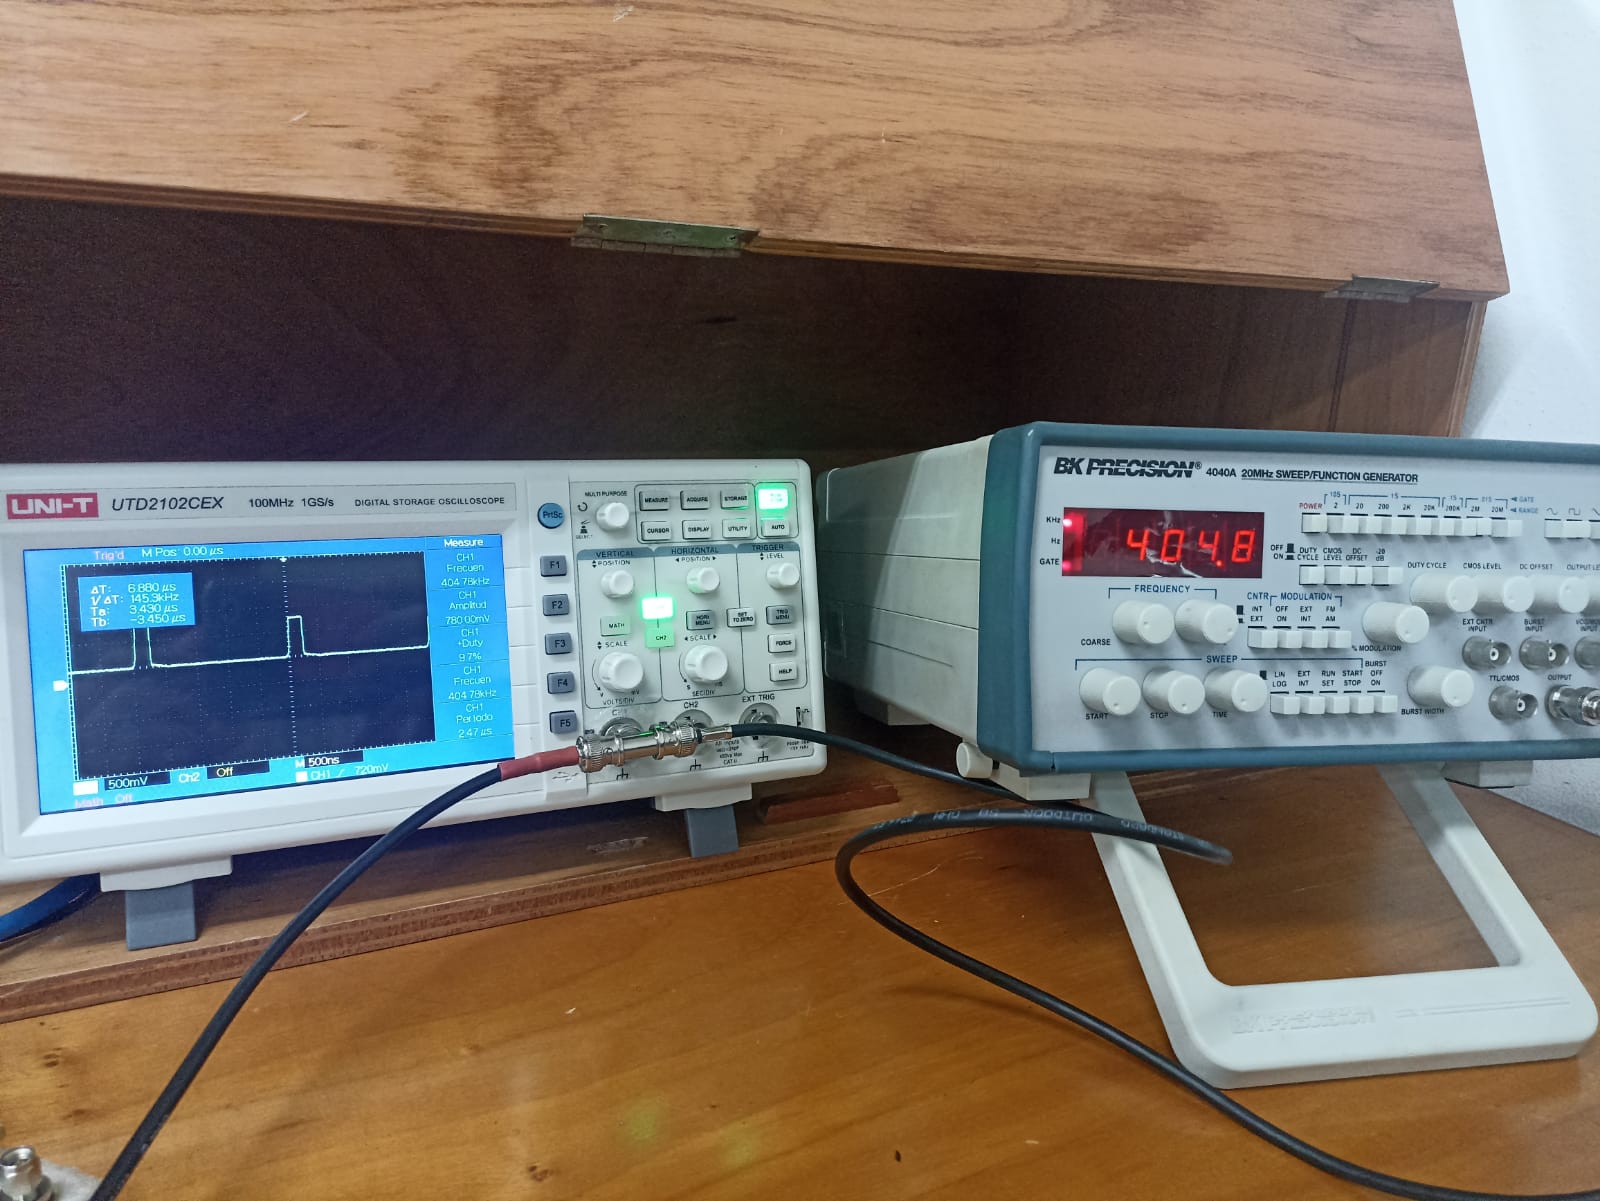 UNI-T UTD2102CEX 100MHz 1GS/s DIGITAL STORAGE OSCILLOSCOPE
Trig'd M Pos: 0.00 μs
ΔT: 6.880 μs
1/ΔT: 145.3kHz
Ta: 3.430 μs
Tb: -3.450 μs
Measure
CH1
Frecuen
404.78kHz
CH1
Amplitud
780.00mV
CH1
+Duty
9.7%
CH1
Frecuen
404.78kHz
CH1
Período
2.47 μs
500mV Ch2 Off M 500ns
CH1 / 720mV
Math Off
PrtSc
F1
F2
F3
F4
F5
MULTI PURPOSE
SELECT
MEASURE ACQUIRE STORAGE
CURSOR DISPLAY UTILITY AUTO
VERTICAL HORIZONTAL TRIGGER
POSITION POSITION LEVEL
MATH CH2 HORI MENU SET TO ZERO TRIG MENU
FORCE
HELP
SCALE SCALE
VOLTS/DIV SEC/DIV
CH2 EXT TRIG
BK PRECISION® 4040A 20MHz SWEEP/FUNCTION GENERATOR
KHz
Hz
GATE
404.8
POWER 2 20 200 2K 20K 200K 2M 20M RANGE
GATE
OFF
ON
DUTY CYCLE CMOS LEVEL DC OFFSET -20 dB
DUTY CYCLE CMOS LEVEL DC OFFSET
FREQUENCY
COARSE
CNTR MODULATION
INT EXT OFF ON EXT INT FM AM
% MODULATION
EXT CNTR INPUT BURST INPUT
SWEEP
START STOP TIME
LIN LOG EXT INT RUN SET START STOP BURST OFF ON
BURST WIDTH
TTL/CMOS OUTPUT
OUTDOOR
BK PRECISION